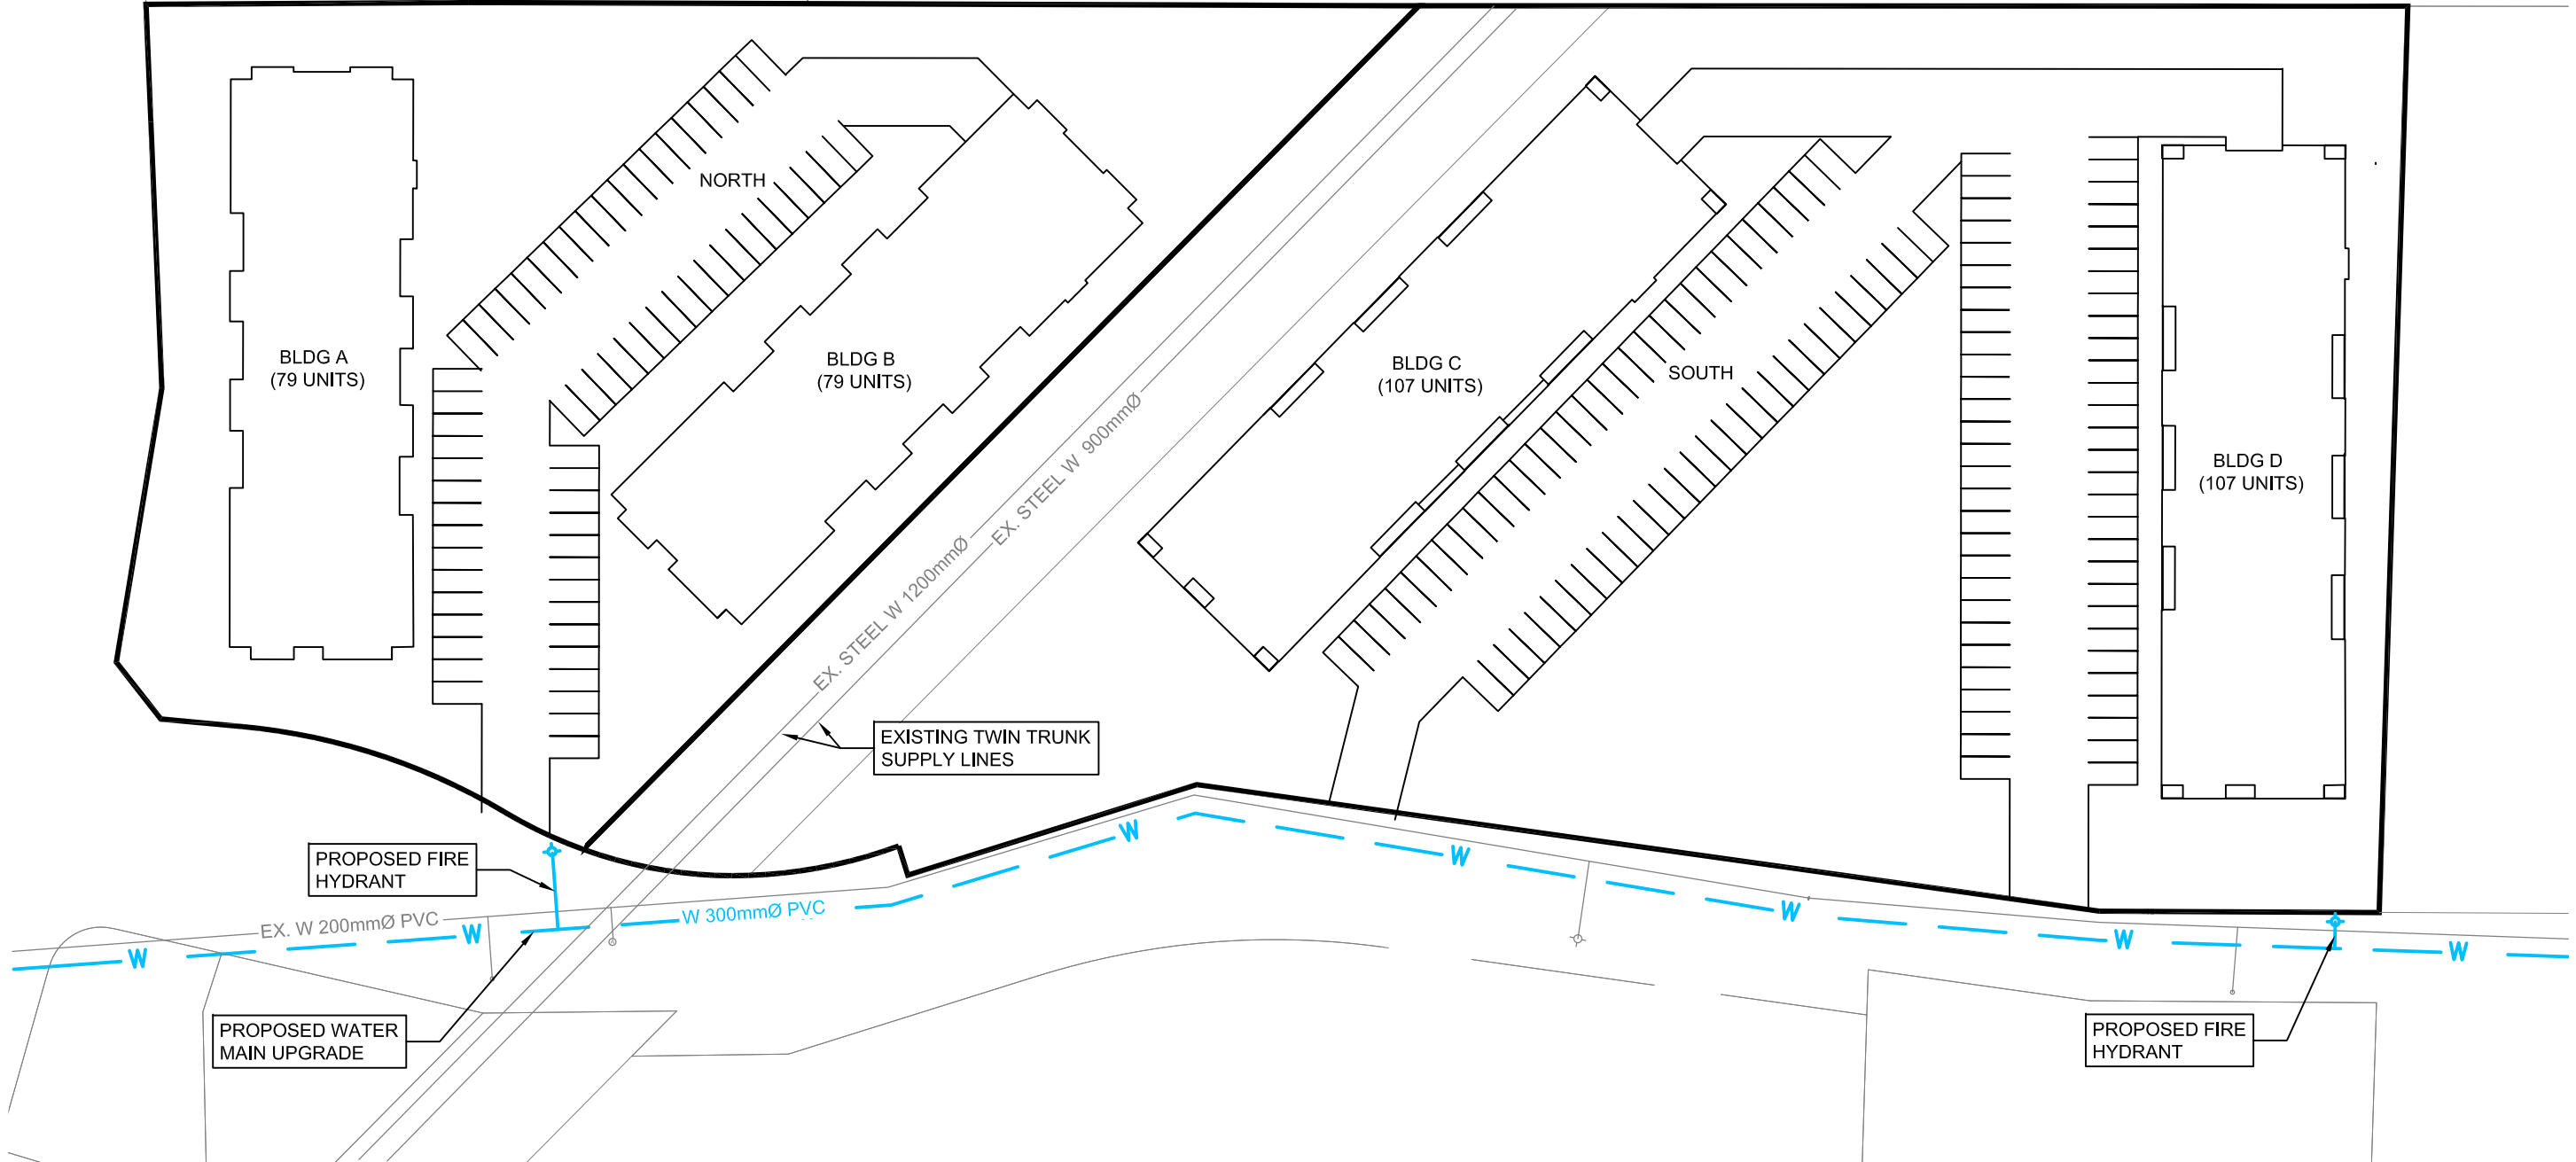 NORTH
BLDG A
(79 UNITS)
BLDG B
(79 UNITS)
BLDG C
(107 UNITS)
SOUTH
BLDG D
(107 UNITS)
EX. STEEL W 1200mmØ
EX. STEEL W 900mmØ
EXISTING TWIN TRUNK
SUPPLY LINES
PROPOSED FIRE
HYDRANT
EX. W 200mmØ PVC
W 300mmØ PVC
W
W
W
W
W
W
W
PROPOSED WATER
MAIN UPGRADE
PROPOSED FIRE
HYDRANT